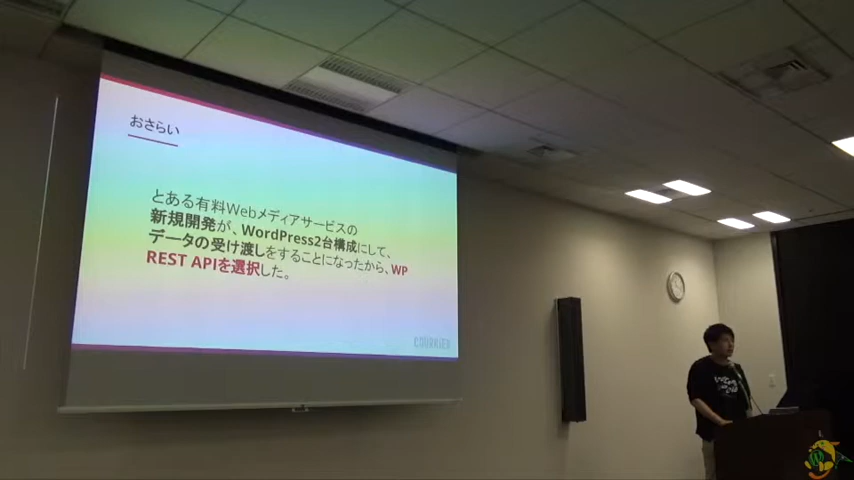 おさらい
とある有料Webメディアサービスの
新規開発が、WordPress2台構成にして、
データの受け渡しをすることになったから、WP
REST APIを選択した。
COURRiER